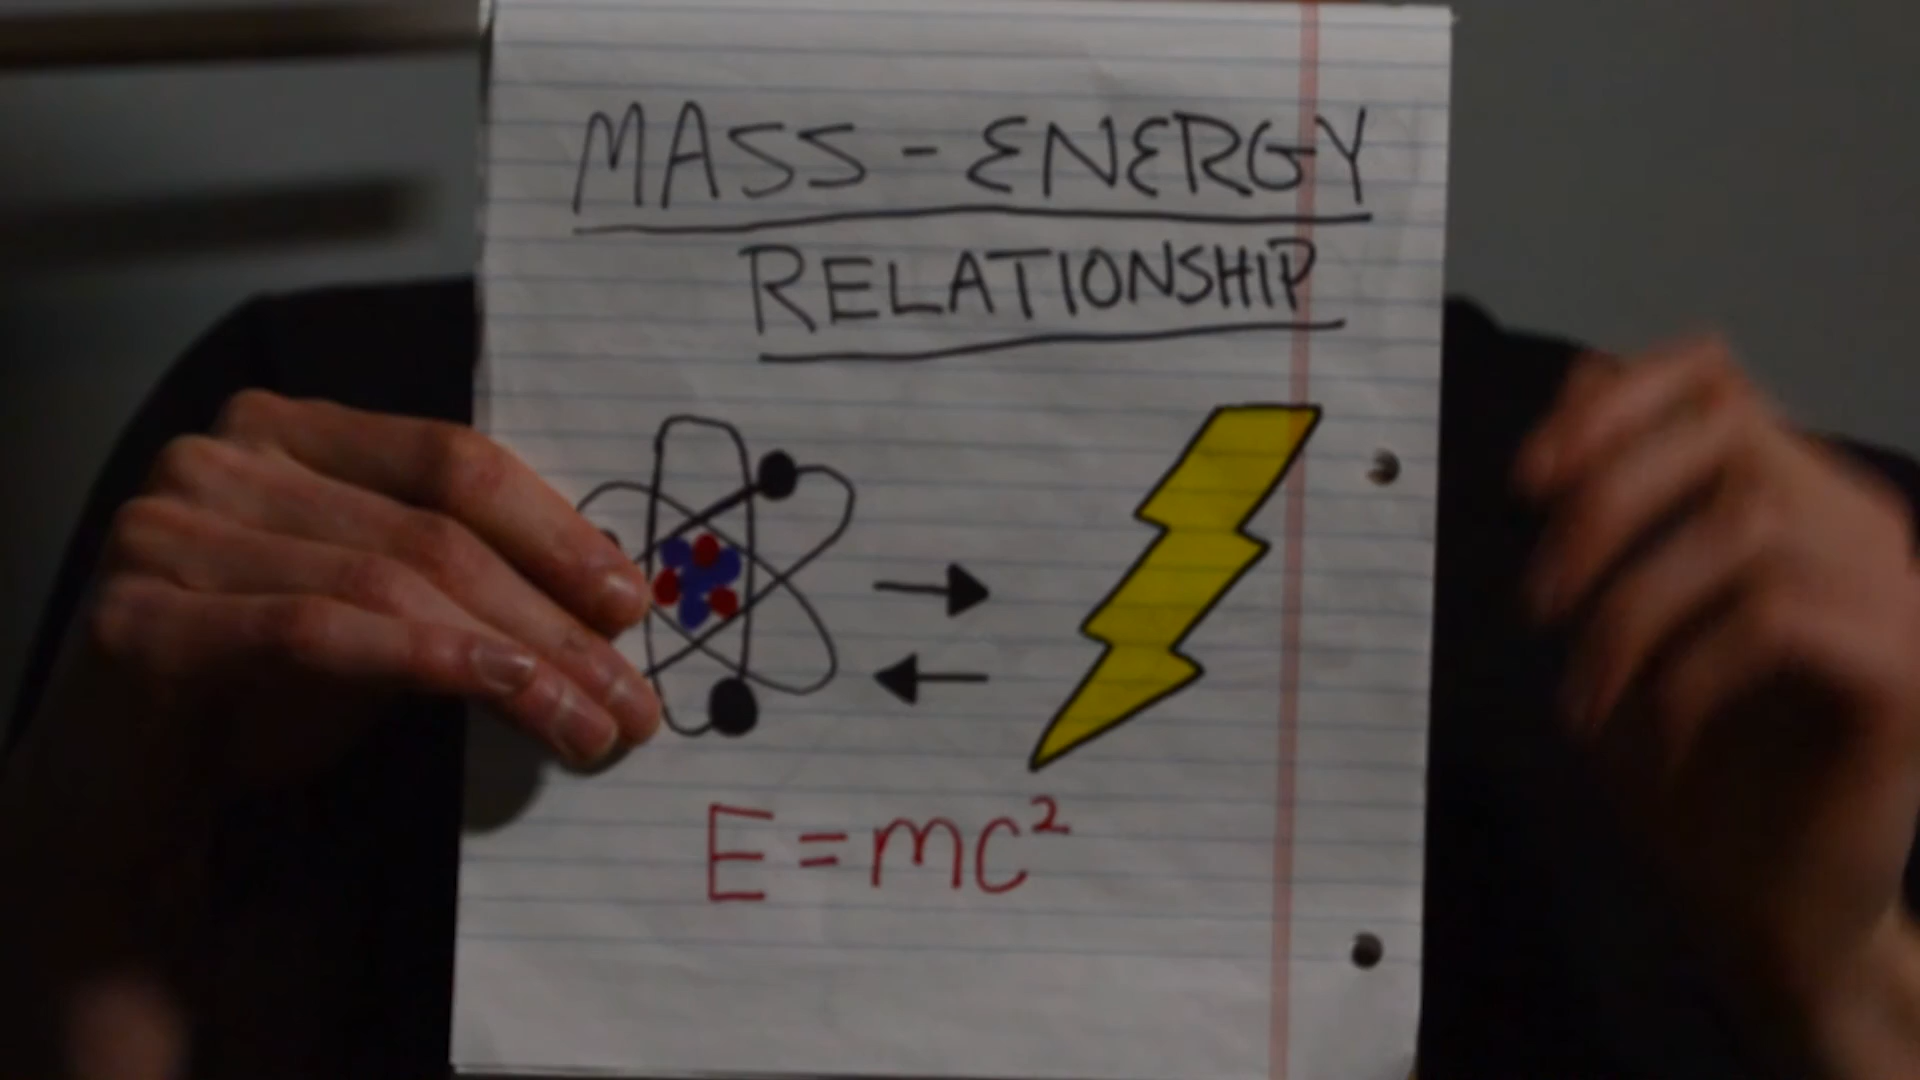 MASS - ENERGY
RELATIONSHIP
E = mc²